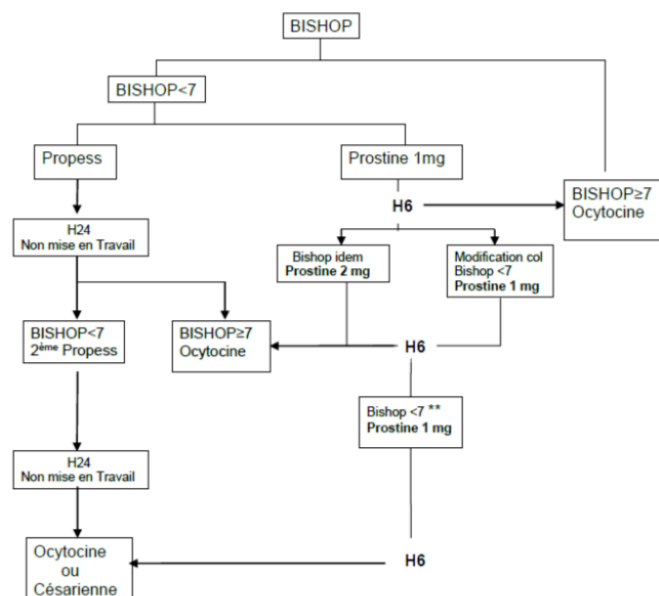 BISHOP
BISHOP<7
Propess
Prostine 1mg
H6
BISHOP≥7
Ocytocine
H24
Non mise en Travail
Bishop idem
Prostine 2 mg
Modification col
Bishop <7
Prostine 1 mg
BISHOP<7
2ème Propess
BISHOP≥7
Ocytocine
H6
Bishop <7 **
Prostine 1 mg
H24
Non mise en Travail
Ocytocine
ou
Césarienne
H6